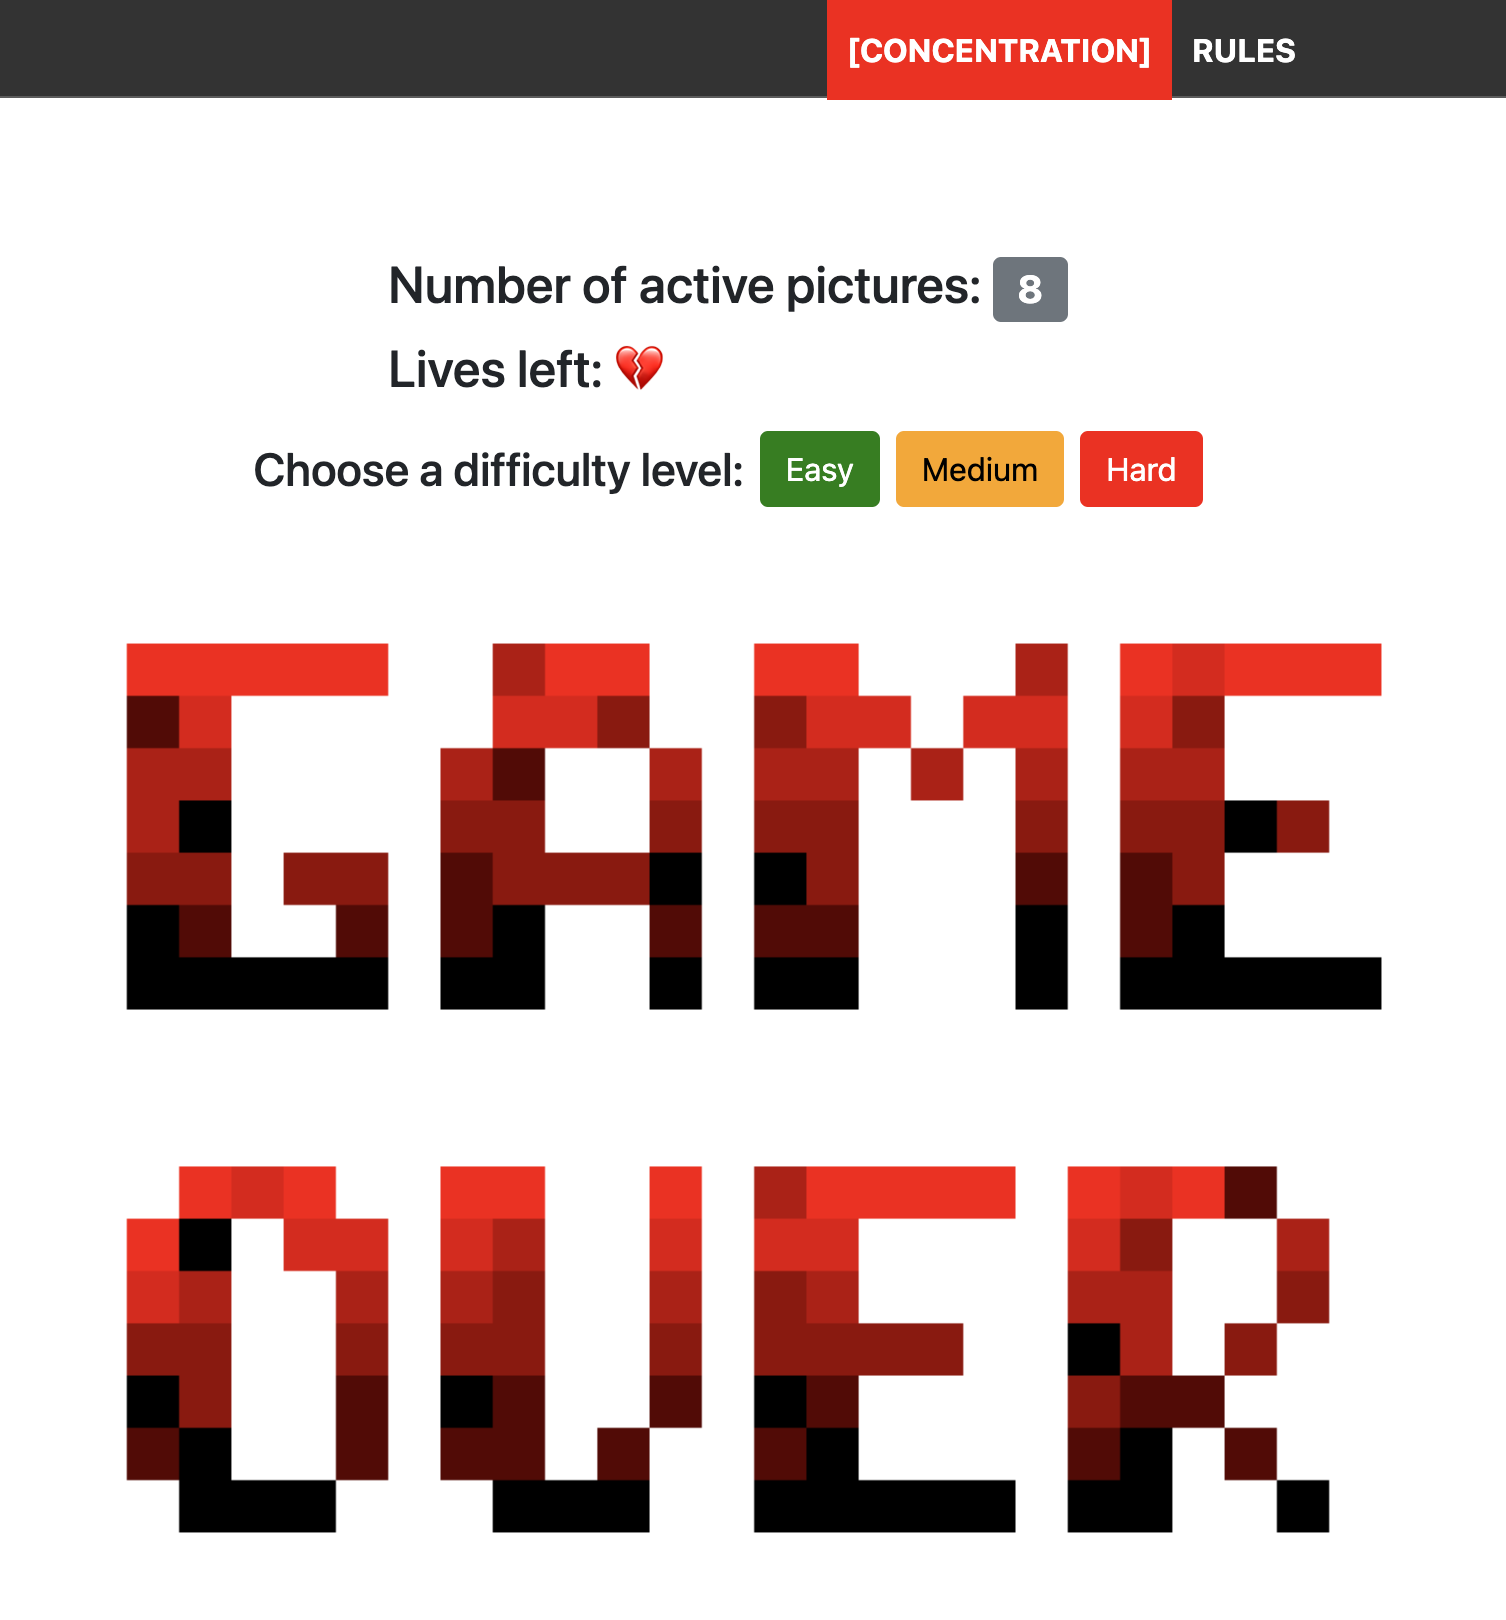 [CONCENTRATION] RULES
Number of active pictures: 8
Lives left: 💔
Choose a difficulty level: Easy Medium Hard
GAME
OVER